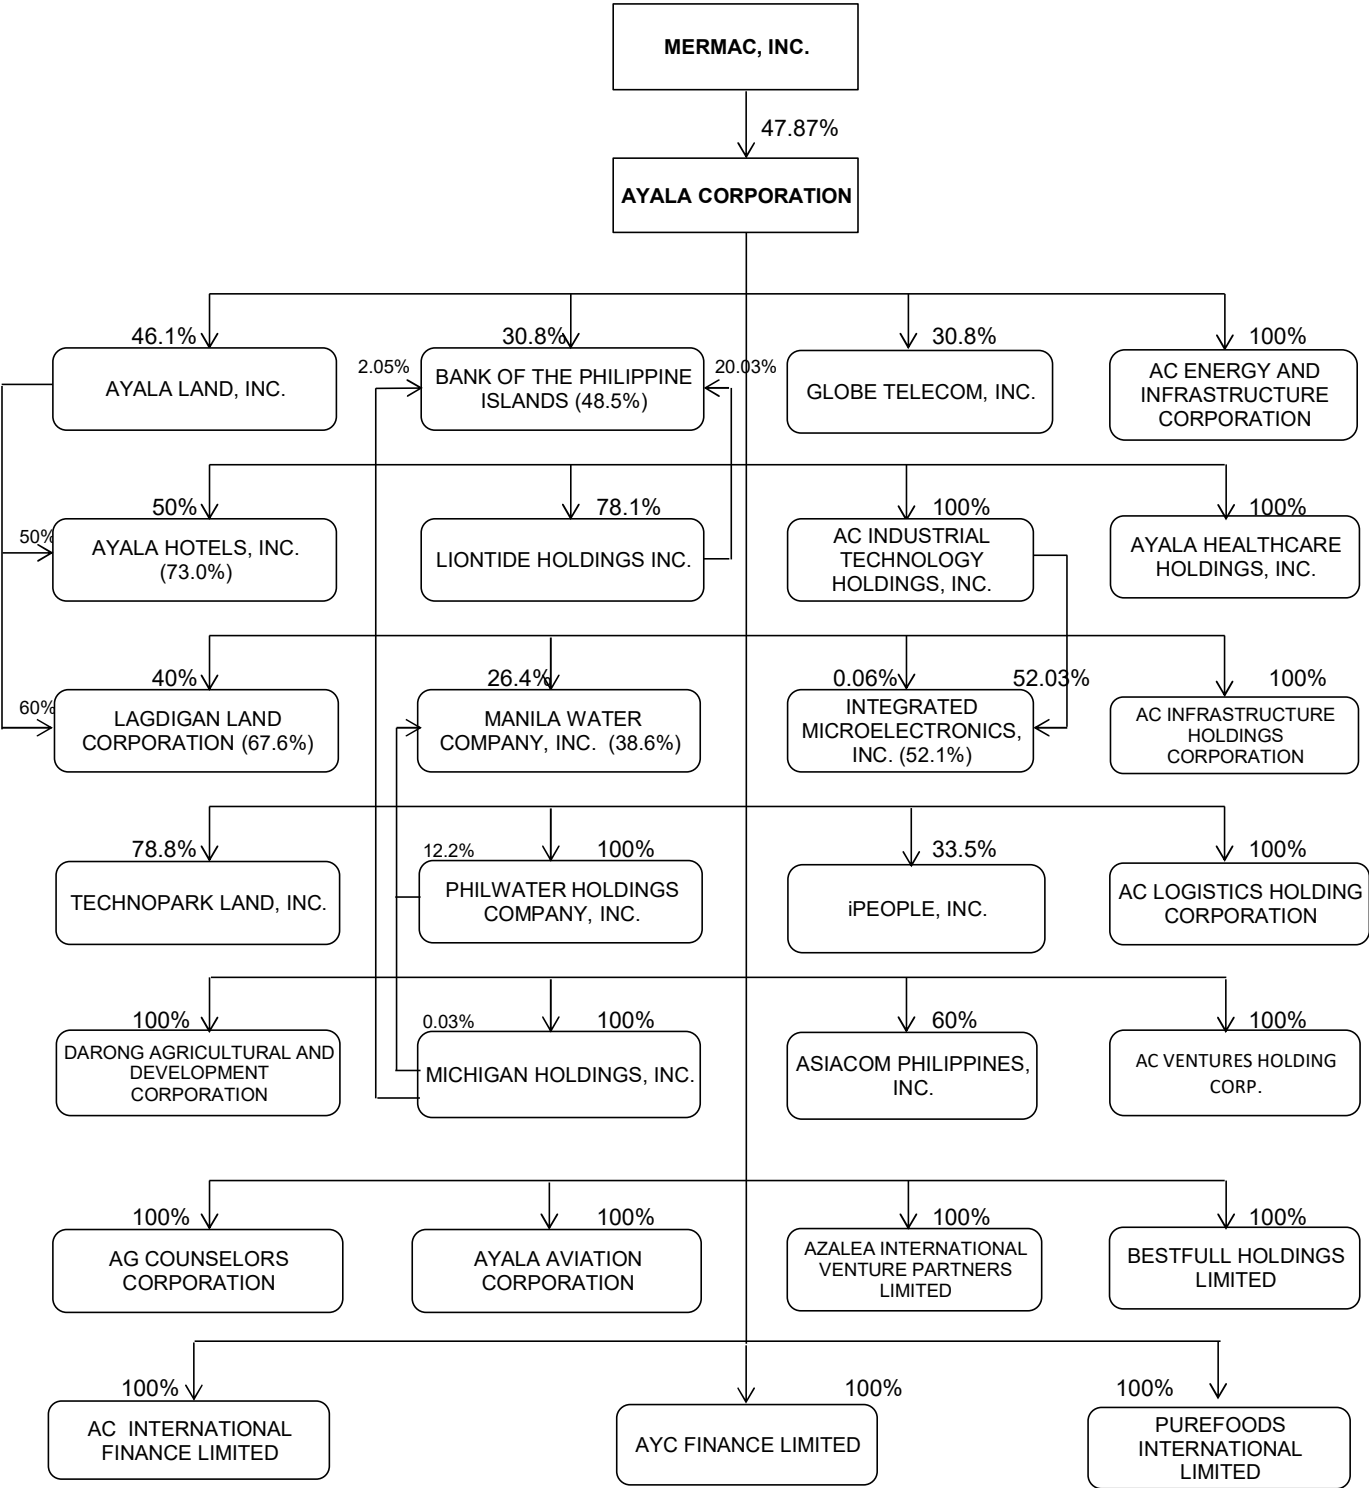 MERMAC, INC.
47.87%
AYALA CORPORATION
46.1%
30.8%
30.8%
100%
2.05%
20.03%
AYALA LAND, INC.
BANK OF THE PHILIPPINE
ISLANDS (48.5%)
GLOBE TELECOM, INC.
AC ENERGY AND
INFRASTRUCTURE
CORPORATION
50%
78.1%
100%
100%
50%
AYALA HOTELS, INC.
(73.0%)
LIONTIDE HOLDINGS INC.
AC INDUSTRIAL
TECHNOLOGY
HOLDINGS, INC.
AYALA HEALTHCARE
HOLDINGS, INC.
40%
26.4%
0.06%
52.03%
100%
60%
LAGDIGAN LAND
CORPORATION (67.6%)
MANILA WATER
COMPANY, INC. (38.6%)
INTEGRATED
MICROELECTRONICS,
INC. (52.1%)
AC INFRASTRUCTURE
HOLDINGS
CORPORATION
78.8%
12.2%
100%
33.5%
100%
TECHNOPARK LAND, INC.
PHILWATER HOLDINGS
COMPANY, INC.
iPEOPLE, INC.
AC LOGISTICS HOLDING
CORPORATION
100%
0.03%
100%
60%
100%
DARONG AGRICULTURAL AND
DEVELOPMENT
CORPORATION
MICHIGAN HOLDINGS, INC.
ASIACOM PHILIPPINES,
INC.
AC VENTURES HOLDING
CORP.
100%
100%
100%
100%
AG COUNSELORS
CORPORATION
AYALA AVIATION
CORPORATION
AZALEA INTERNATIONAL
VENTURE PARTNERS
LIMITED
BESTFULL HOLDINGS
LIMITED
100%
100%
100%
AC INTERNATIONAL
FINANCE LIMITED
AYC FINANCE LIMITED
PUREFOODS
INTERNATIONAL
LIMITED